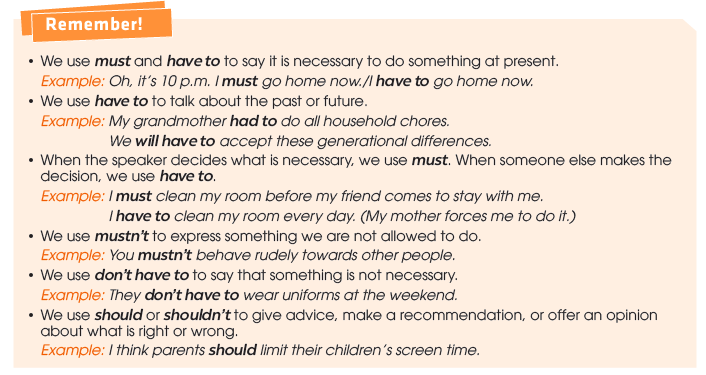 Remember!
• We use must and have to to say it is necessary to do something at present.
Example: Oh, it's 10 p.m. I must go home now./I have to go home now.
• We use have to to talk about the past or future.
Example: My grandmother had to do all household chores.
We will have to accept these generational differences.
• When the speaker decides what is necessary, we use must. When someone else makes the
decision, we use have to.
Example: I must clean my room before my friend comes to stay with me.
I have to clean my room every day. (My mother forces me to do it.)
• We use mustn't to express something we are not allowed to do.
Example: You mustn't behave rudely towards other people.
• We use don't have to to say that something is not necessary.
Example: They don't have to wear uniforms at the weekend.
• We use should or shouldn't to give advice, make a recommendation, or offer an opinion
about what is right or wrong.
Example: I think parents should limit their children's screen time.